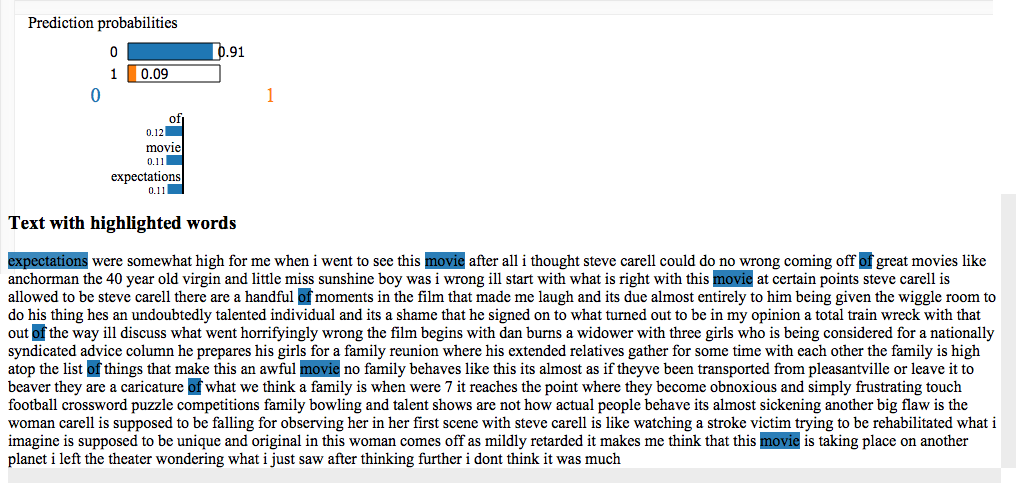 Prediction probabilities
0 0.91
1 0.09
0 1
of
0.12
movie
0.11
expectations
0.11
Text with highlighted words
expectations were somewhat high for me when i went to see this movie after all i thought steve carell could do no wrong coming off of great movies like
anchorman the 40 year old virgin and little miss sunshine boy was i wrong ill start with what is right with this movie at certain points steve carell is
allowed to be steve carell there are a handful of moments in the film that made me laugh and its due almost entirely to him being given the wiggle room to
do his thing hes an undoubtedly talented individual and its a shame that he signed on to what turned out to be in my opinion a total train wreck with that
out of the way ill discuss what went horrifyingly wrong the film begins with dan burns a widower with three girls who is being considered for a nationally
syndicated advice column he prepares his girls for a family reunion where his extended relatives gather for some time with each other the family is high
atop the list of things that make this an awful movie no family behaves like this its almost as if theyve been transported from pleasantville or leave it to
beaver they are a caricature of what we think a family is when were 7 it reaches the point where they become obnoxious and simply frustrating touch
football crossword puzzle competitions family bowling and talent shows are not how actual people behave its almost sickening another big flaw is the
woman carell is supposed to be falling for observing her in her first scene with steve carell is like watching a stroke victim trying to be rehabilitated what i
imagine is supposed to be unique and original in this woman comes off as mildly retarded it makes me think that this movie is taking place on another
planet i left the theater wondering what i just saw after thinking further i dont think it was much